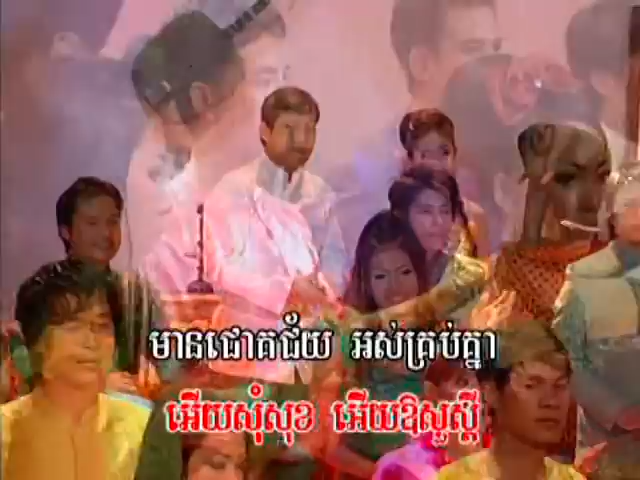 មានជោគជ័យ អស់គ្រប់គ្នា
អើយសុំសុខ អើយឱសួស្តី